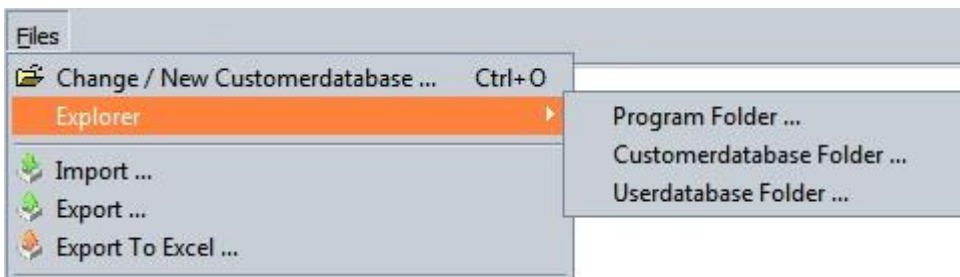 Files
Change / New Customerdatabase ... Ctrl+O
Explorer
Program Folder ...
Customerdatabase Folder ...
Userdatabase Folder ...
Import ...
Export ...
Export To Excel ...